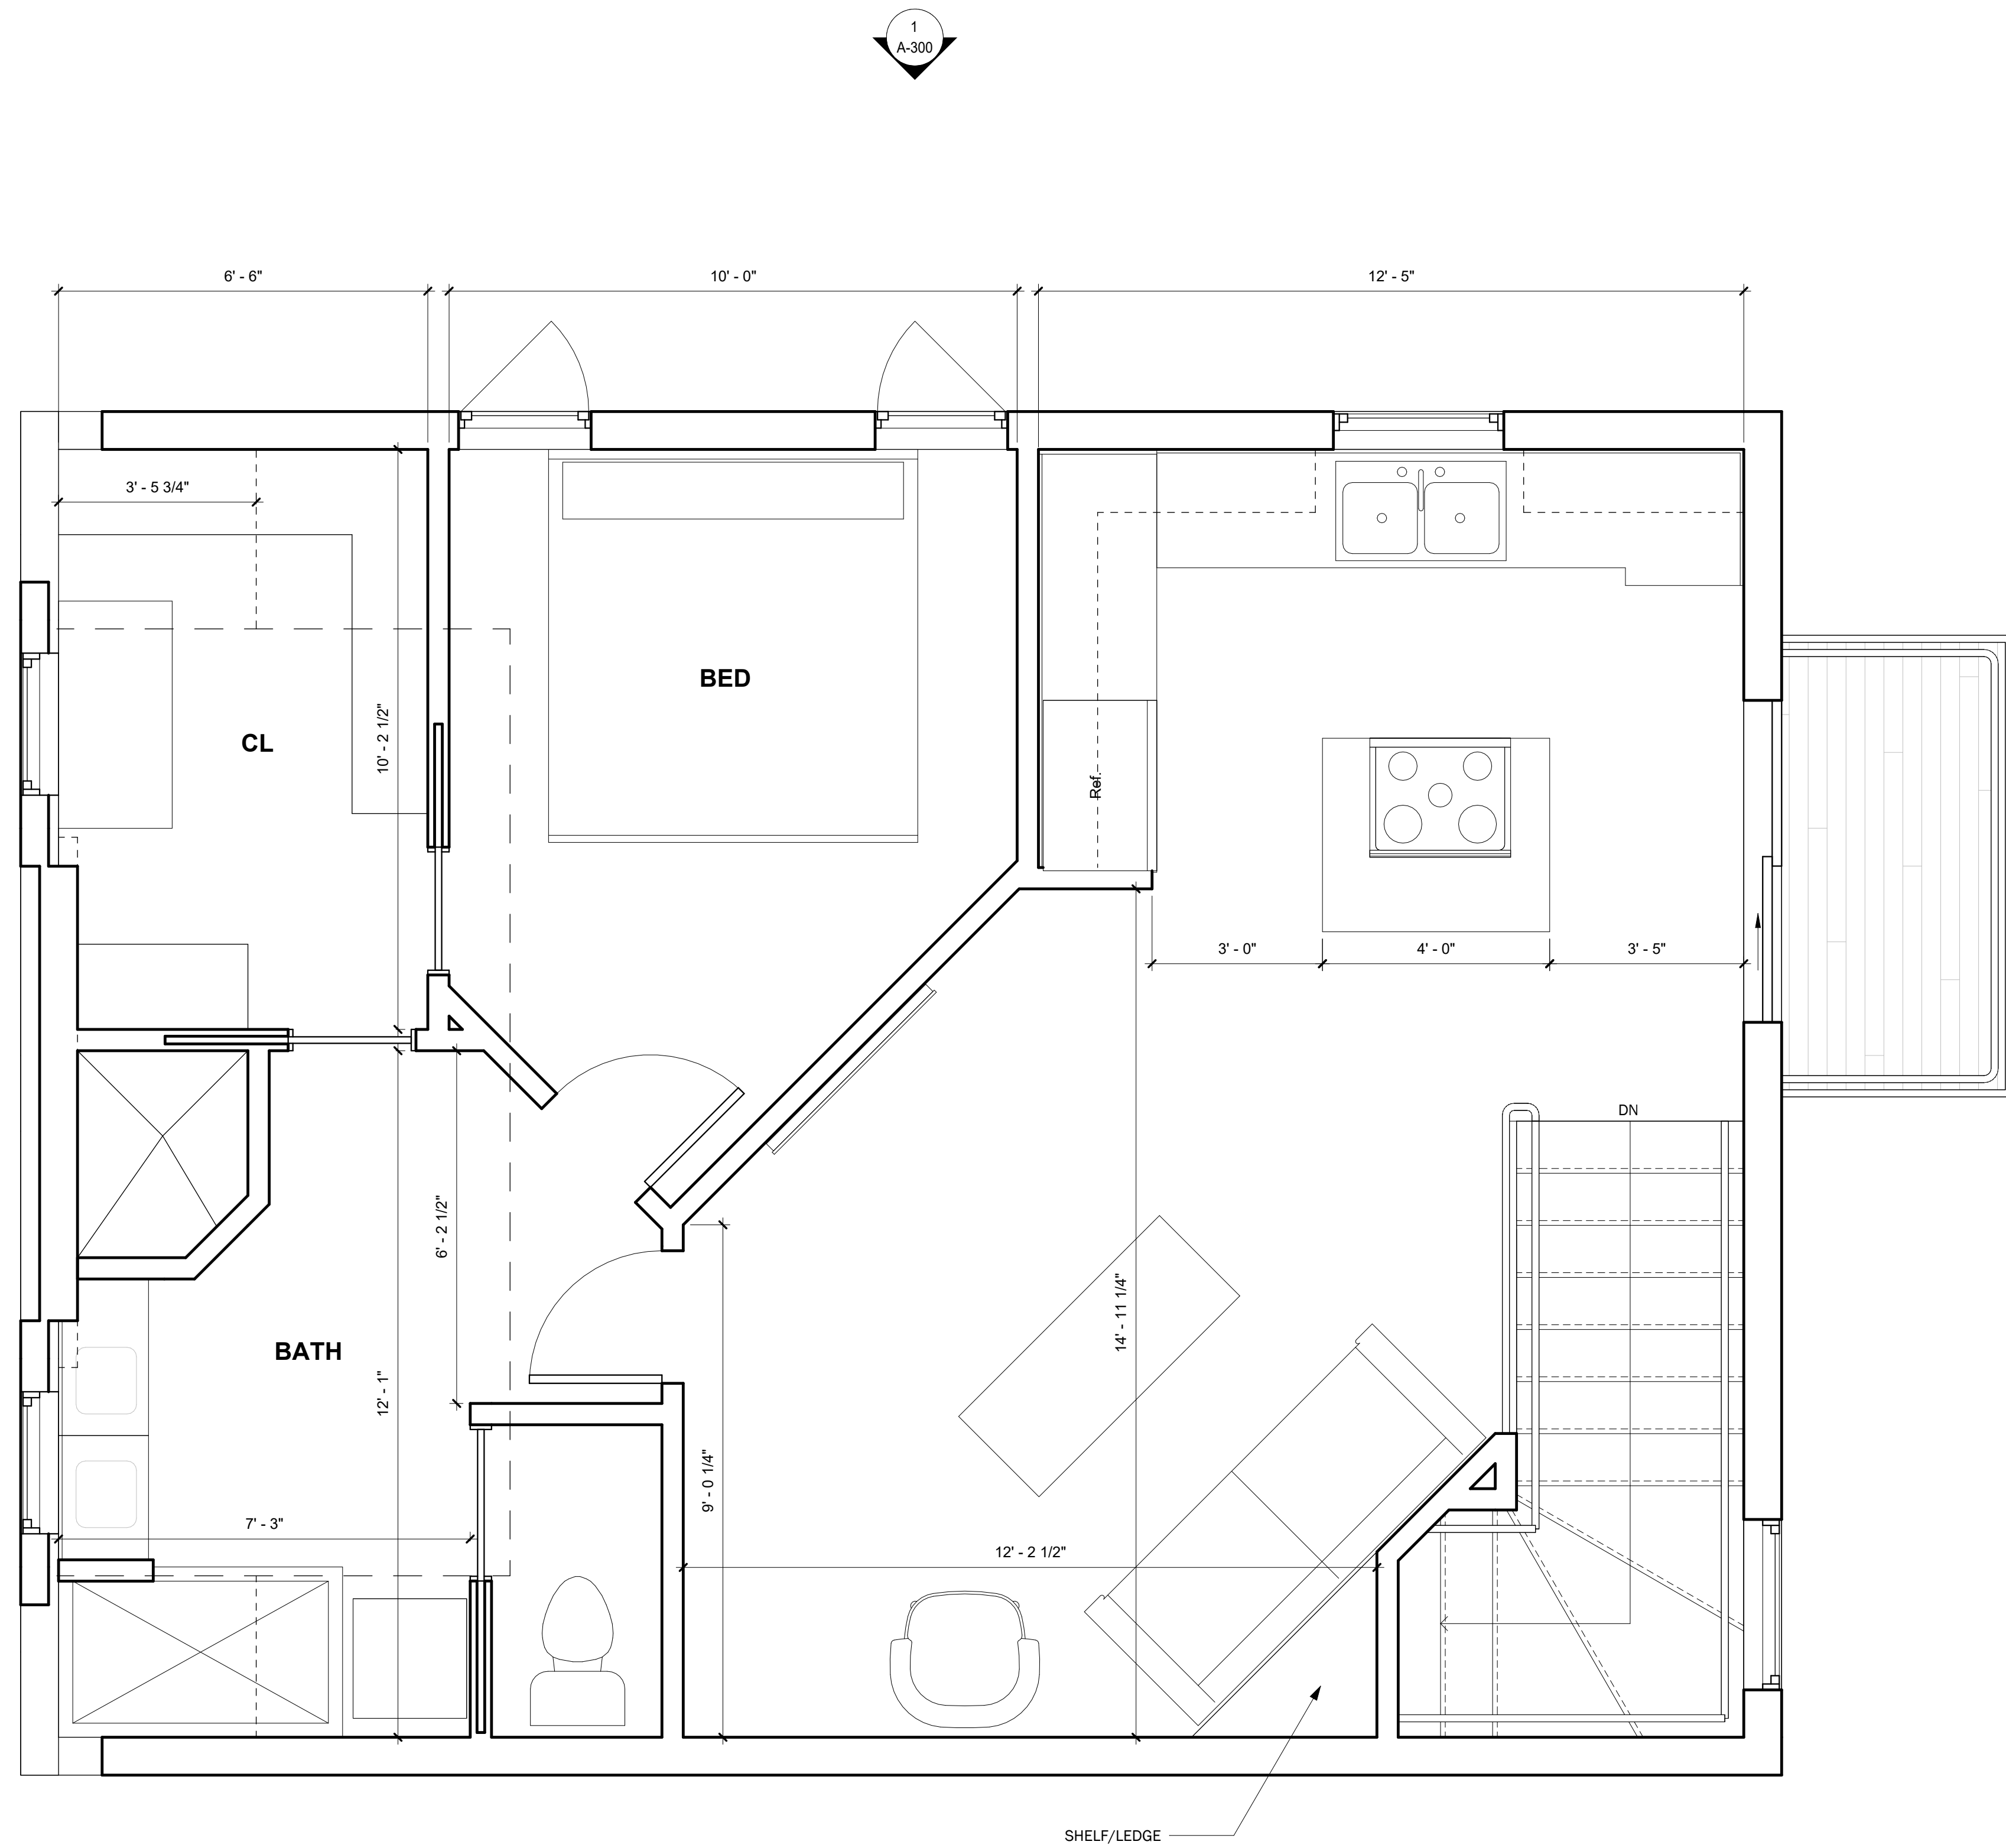 1
A-300
6' - 6"
10' - 0"
12' - 5"
3' - 5 3/4"
BED
10' - 2 1/2"
CL
Ref.
3' - 0"
4' - 0"
3' - 5"
DN
6' - 2 1/2"
14' - 11 1/4"
BATH
12' - 1"
9' - 0 1/4"
7' - 3"
12' - 2 1/2"
SHELF/LEDGE